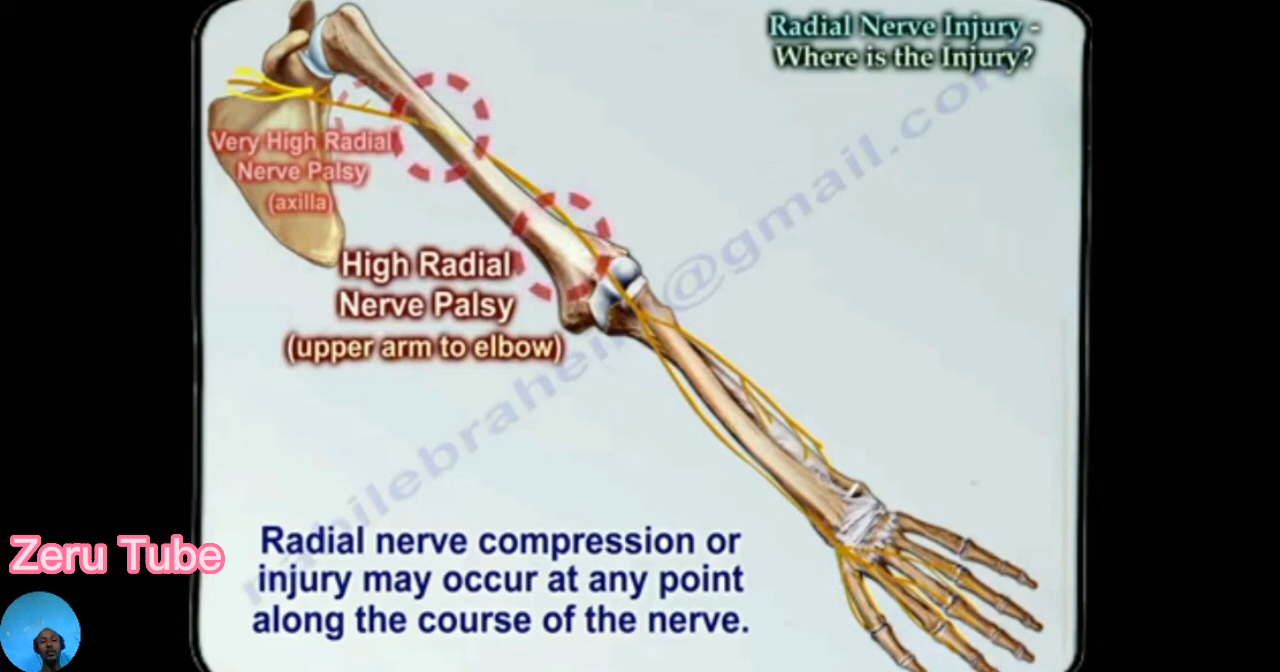 Radial Nerve Injury -
Where is the Injury?
Very High Radial
Nerve Palsy
(axilla)
High Radial
Nerve Palsy
(upper arm to elbow)
Radial nerve compression or
injury may occur at any point
along the course of the nerve.
Zeru Tube